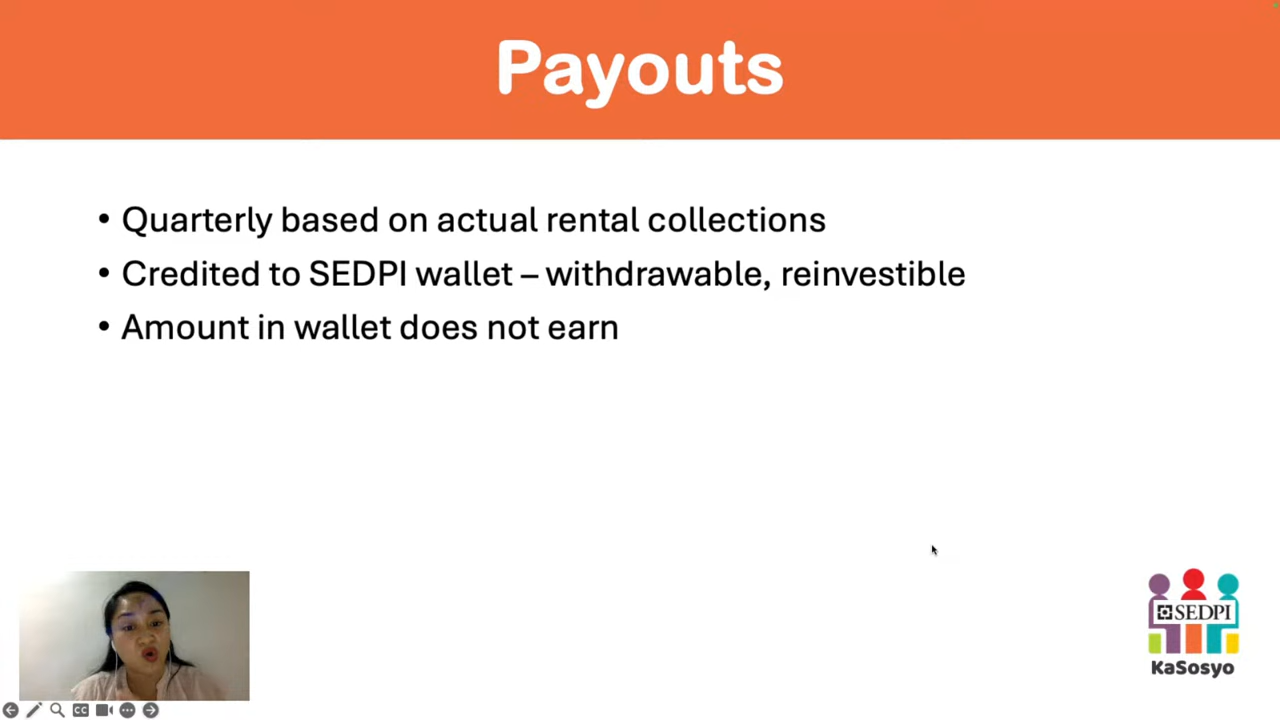 Payouts
• Quarterly based on actual rental collections
• Credited to SEDPI wallet – withdrawable, reinvestible
• Amount in wallet does not earn
SEDPI
KaSosyo
CC